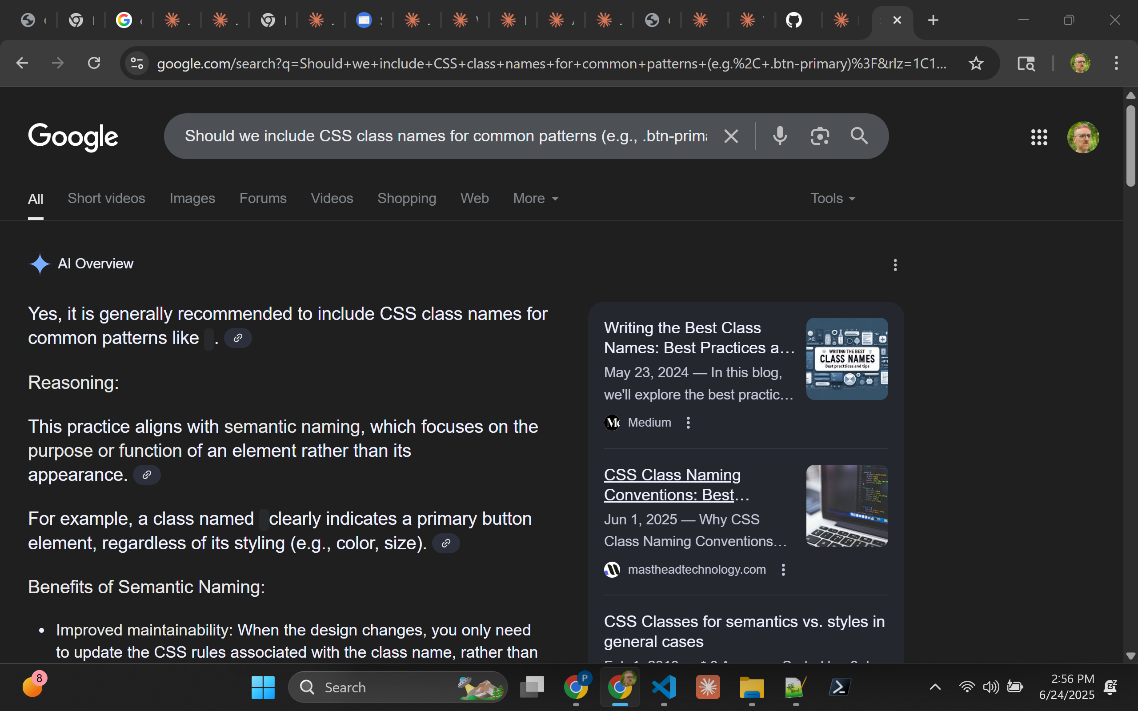 google.com/search?q=Should+we+include+CSS+class+names+for+common+patterns+(e.g.%2C+.btn-primary)%3F&rlz=1C1...
Google
Should we include CSS class names for common patterns (e.g., .btn-prima
All
Short videos
Images
Forums
Videos
Shopping
Web
More
Tools
AI Overview
Yes, it is generally recommended to include CSS class names for
common patterns like .
Reasoning:
This practice aligns with semantic naming, which focuses on the
purpose or function of an element rather than its
appearance.
For example, a class named clearly indicates a primary button
element, regardless of its styling (e.g., color, size).
Benefits of Semantic Naming:
• Improved maintainability: When the design changes, you only need
to update the CSS rules associated with the class name, rather than
Writing the Best Class
Names: Best Practices a...
May 23, 2024 — In this blog,
we'll explore the best practic...
Medium
WRITING THE BEST
CLASS NAMES
Best practices and tips
CSS Class Naming
Conventions: Best...
Jun 1, 2025 — Why CSS
Class Naming Conventions...
mastheadtechnology.com
CSS Classes for semantics vs. styles in
general cases
8
Search
P
2:56 PM
6/24/2025